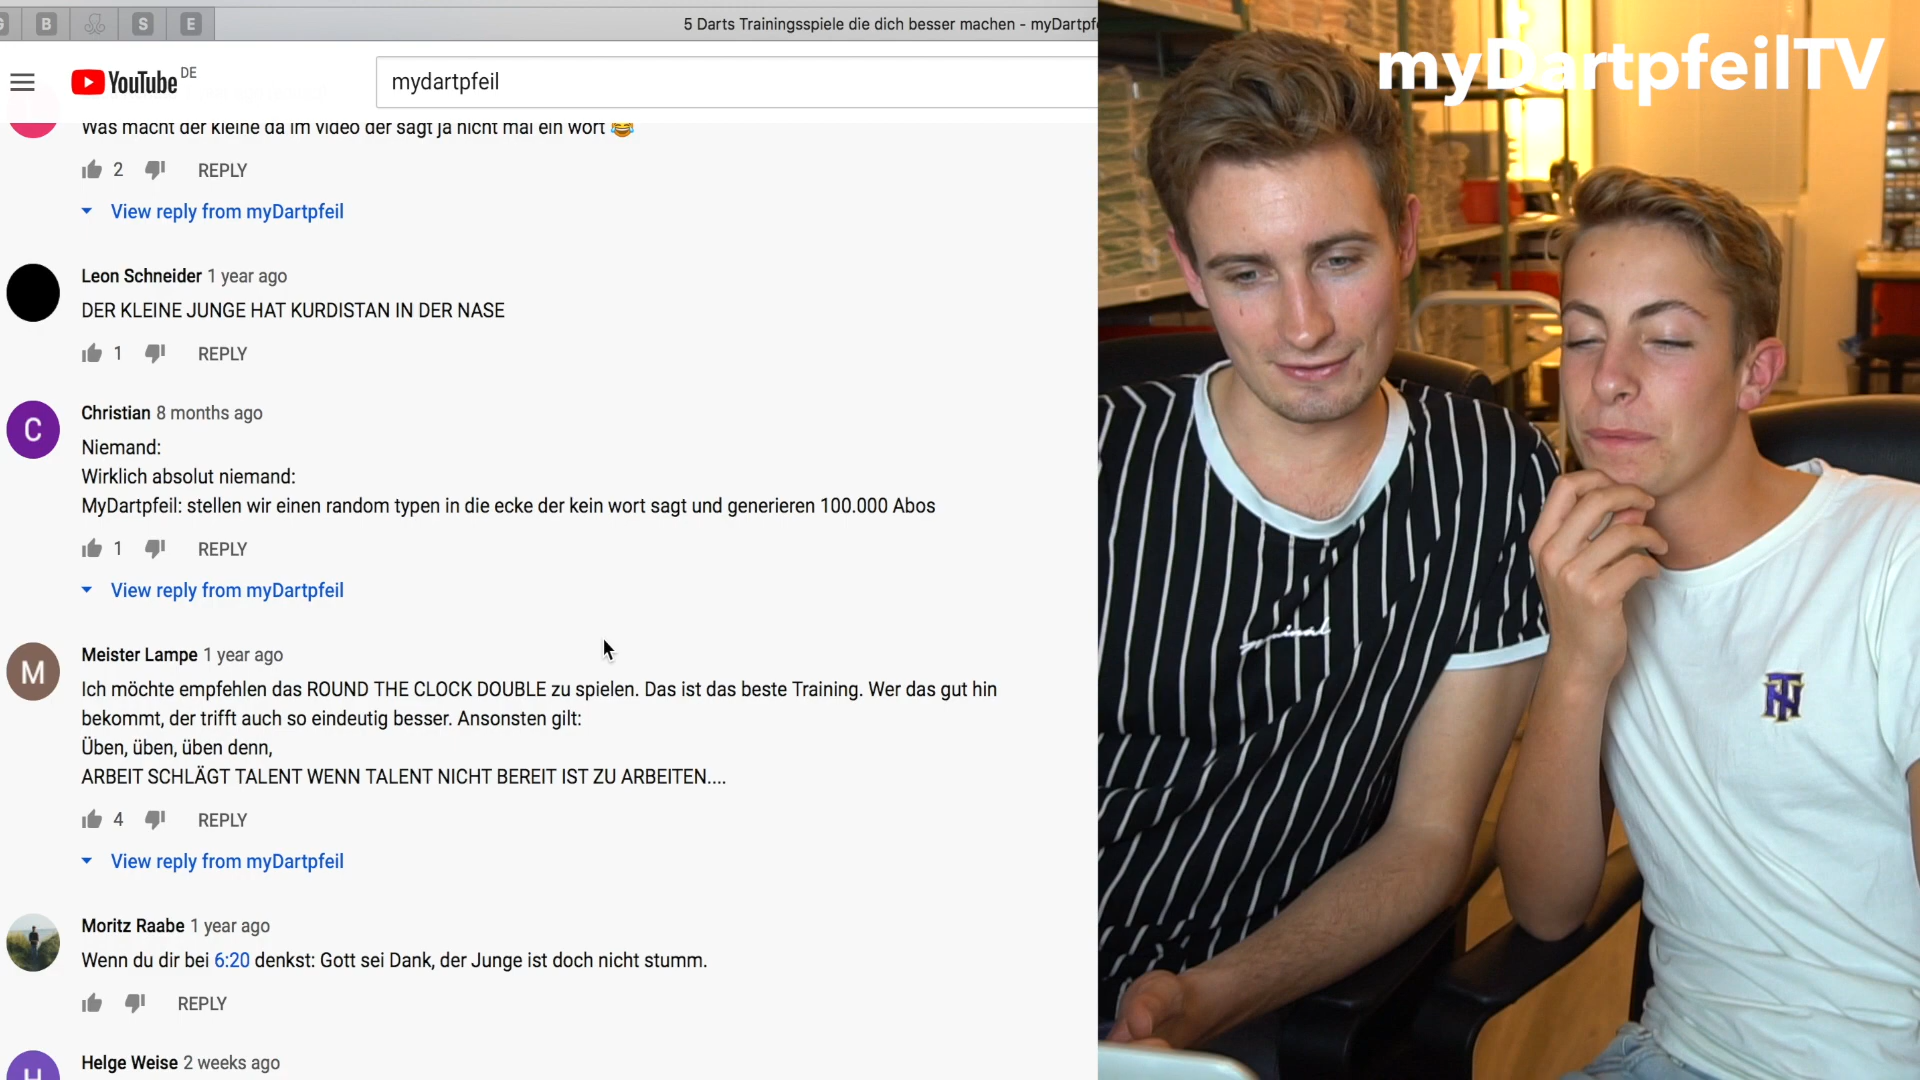 B
S
E
5 Darts Trainingsspiele die dich besser machen - myDartpf
YouTube DE
mydartpfeil
myDartpfeilTV
Was macht der kleine da im video der sagt ja nicht mal ein wort 😂
2
REPLY
View reply from myDartpfeil
Leon Schneider 1 year ago
DER KLEINE JUNGE HAT KURDISTAN IN DER NASE
1
REPLY
C
Christian 8 months ago
Niemand:
Wirklich absolut niemand:
MyDartpfeil: stellen wir einen random typen in die ecke der kein wort sagt und generieren 100.000 Abos
1
REPLY
View reply from myDartpfeil
M
Meister Lampe 1 year ago
Ich möchte empfehlen das ROUND THE CLOCK DOUBLE zu spielen. Das ist das beste Training. Wer das gut hin
bekommt, der trifft auch so eindeutig besser. Ansonsten gilt:
Üben, üben, üben denn,
ARBEIT SCHLÄGT TALENT WENN TALENT NICHT BEREIT IST ZU ARBEITEN....
4
REPLY
View reply from myDartpfeil
Moritz Raabe 1 year ago
Wenn du dir bei 6:20 denkst: Gott sei Dank, der Junge ist doch nicht stumm.
REPLY
H
Helge Weise 2 weeks ago